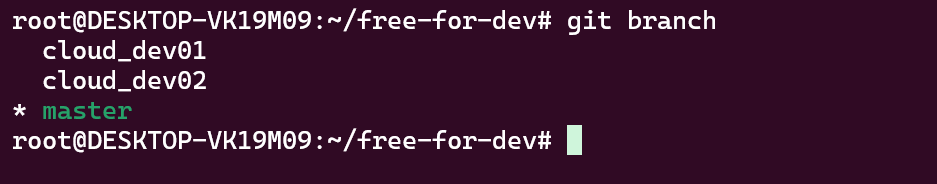 root@DESKTOP-VK19M09:~/free-for-dev# git branch
  cloud_dev01
  cloud_dev02
* master
root@DESKTOP-VK19M09:~/free-for-dev#